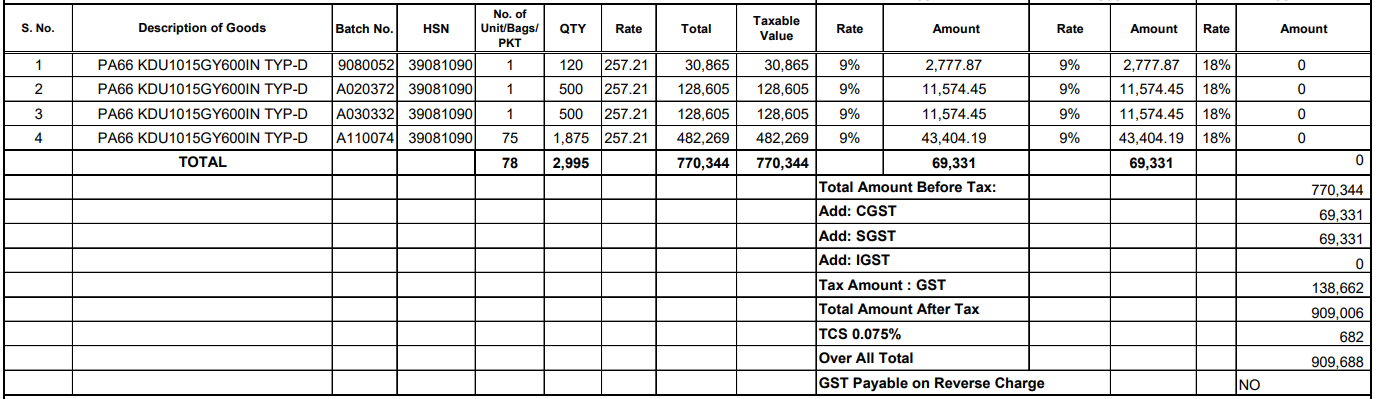 S. No. Description of Goods Batch No. HSN No. of Unit/Bags/ PKT QTY Rate Total Taxable Value Rate Amount Rate Amount Rate Amount
1 PA66 KDU1015GY600IN TYP-D 9080052 39081090 1 120 257.21 30,865 30,865 9% 2,777.87 9% 2,777.87 18% 0
2 PA66 KDU1015GY600IN TYP-D A020372 39081090 1 500 257.21 128,605 128,605 9% 11,574.45 9% 11,574.45 18% 0
3 PA66 KDU1015GY600IN TYP-D A030332 39081090 1 500 257.21 128,605 128,605 9% 11,574.45 9% 11,574.45 18% 0
4 PA66 KDU1015GY600IN TYP-D A110074 39081090 75 1,875 257.21 482,269 482,269 9% 43,404.19 9% 43,404.19 18% 0
TOTAL 78 2,995 770,344 770,344 69,331 69,331 0
Total Amount Before Tax: 770,344
Add: CGST 69,331
Add: SGST 69,331
Add: IGST 0
Tax Amount : GST 138,662
Total Amount After Tax 909,006
TCS 0.075% 682
Over All Total 909,688
GST Payable on Reverse Charge NO